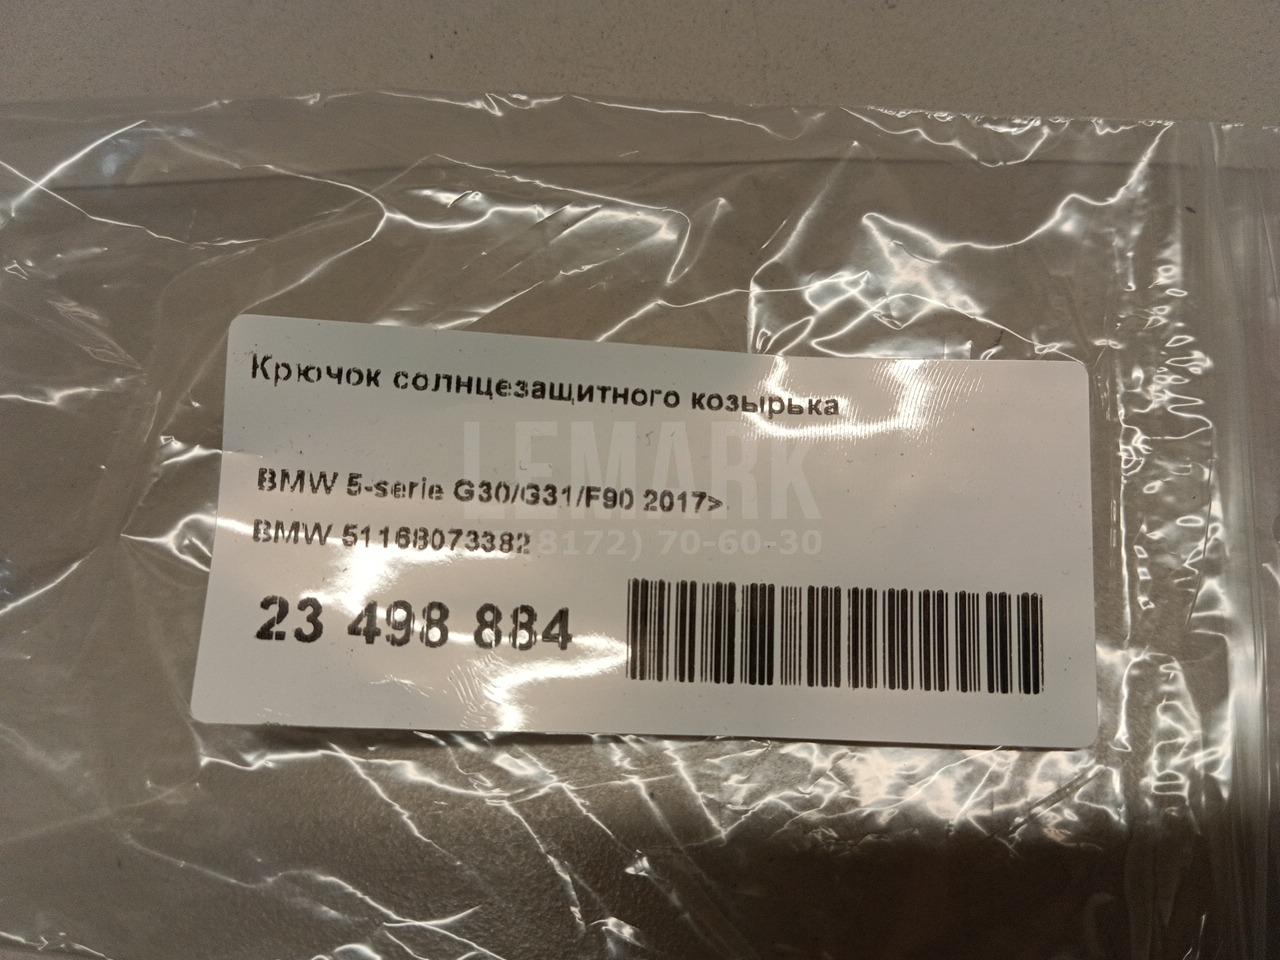 Крючок солнцезащитного козырька
BMW 5-serie G30/G31/F90 2017>
BMW 51168073382
23 498 884
LEMARK
(8172) 70-60-30